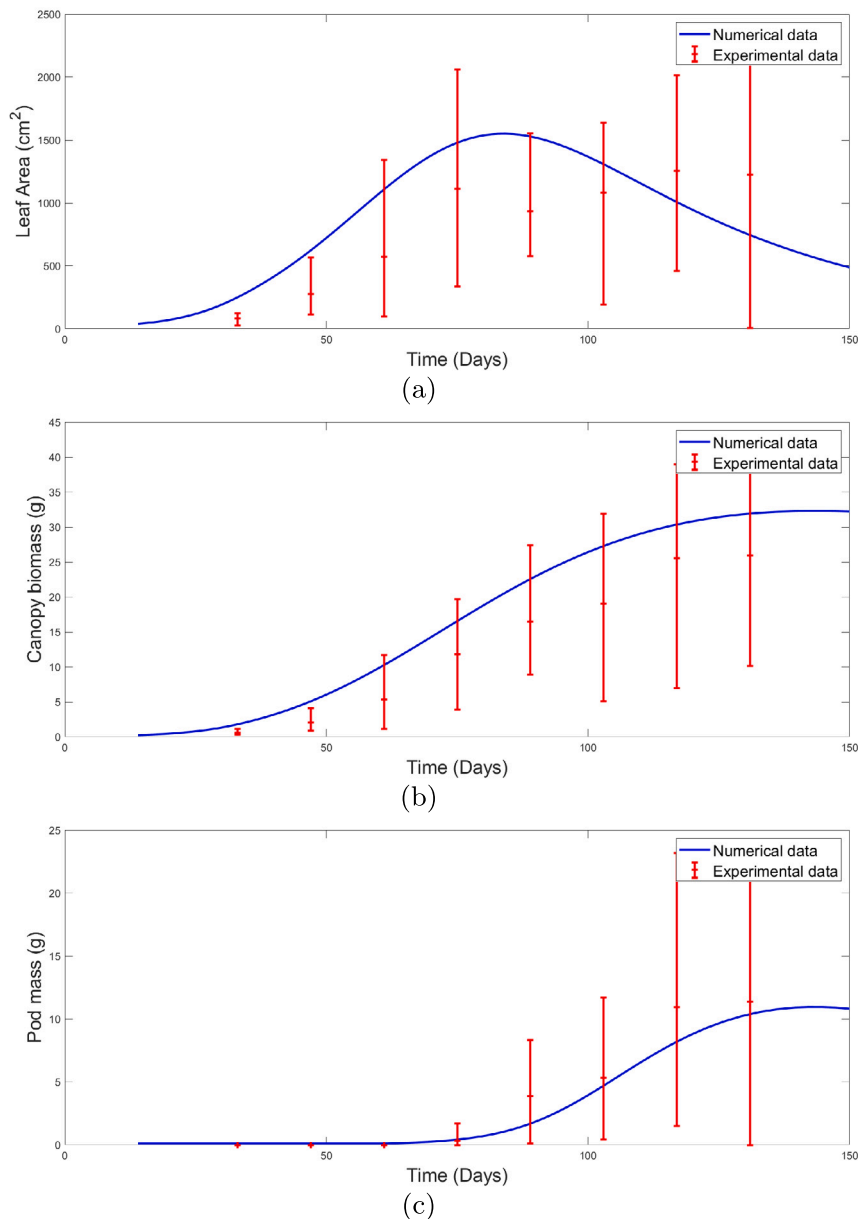 2500
2000
1500
1000
500
0
Leaf Area (cm²)
Numerical data
Experimental data
0 50 100 150
Time (Days)
(a)
45
40
35
30
25
20
15
10
5
0
Canopy biomass (g)
Numerical data
Experimental data
0 50 100 150
Time (Days)
(b)
25
20
15
10
5
0
Pod mass (g)
Numerical data
Experimental data
0 50 100 150
Time (Days)
(c)